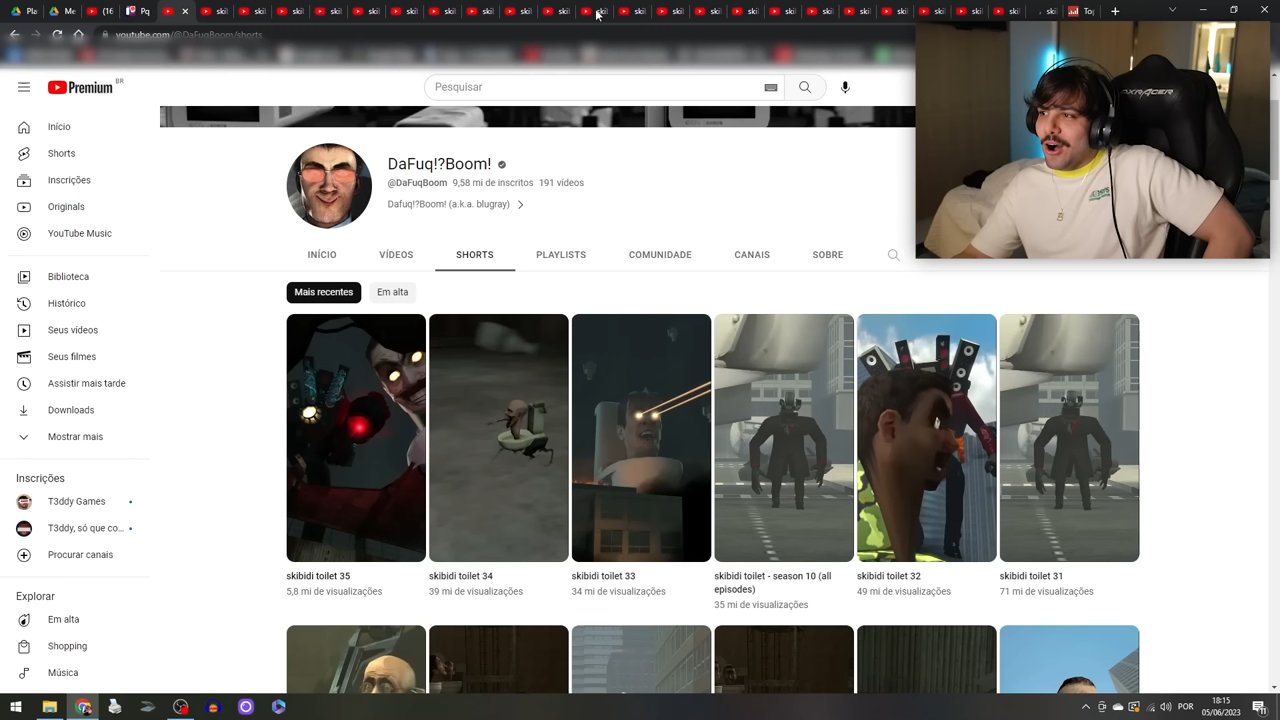 youtube.com/@DaFuqBoom/shorts
Premium BR
Pesquisar
Início
Shorts
Inscrições
Originals
YouTube Music
Biblioteca
Histórico
Seus vídeos
Seus filmes
Assistir mais tarde
Downloads
Mostrar mais
Inscrições
T3ddy Games
T3ddy, só que co...
Procurar canais
Explorar
Em alta
Shopping
Música
DaFuq!?Boom!
@DaFuqBoom 9,58 mi de inscritos 191 vídeos
Dafuq!?Boom! (a.k.a. blugray)
INÍCIO VÍDEOS SHORTS PLAYLISTS COMUNIDADE CANAIS SOBRE
Mais recentes Em alta
skibidi toilet 35
5,8 mi de visualizações
skibidi toilet 34
39 mi de visualizações
skibidi toilet 33
34 mi de visualizações
skibidi toilet - season 10 (all
episodes)
35 mi de visualizações
skibidi toilet 32
49 mi de visualizações
skibidi toilet 31
71 mi de visualizações
DXRACER
POR
18:15
05/06/2023